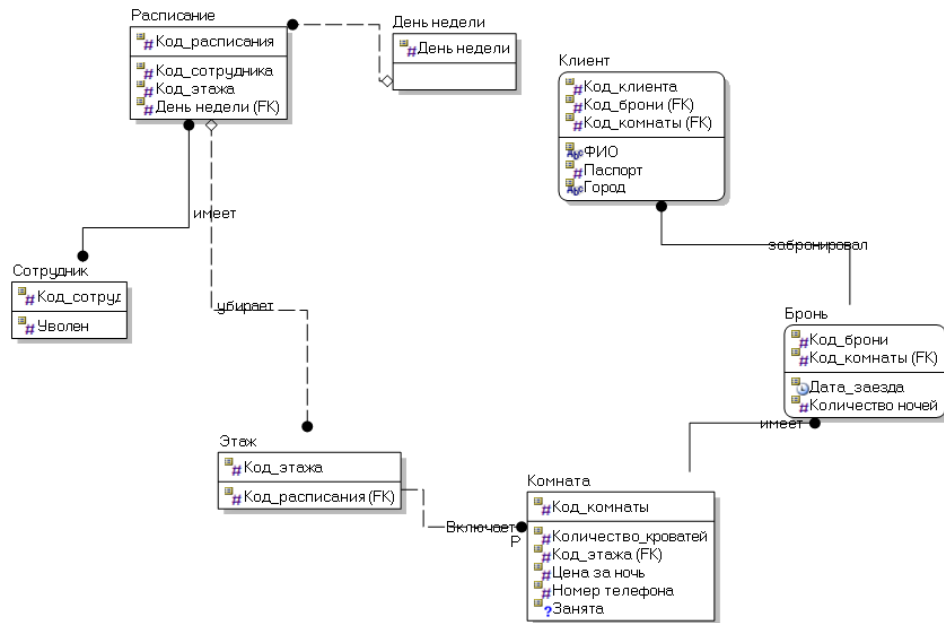 Расписание
Код_расписания
Код_сотрудника
Код_этажа
День недели (FK)
День недели
День недели
Клиент
Код_клиента
Код_брони (FK)
Код_комнаты (FK)
ФИО
Паспорт
Город
имеет
забронировал
Сотрудник
Код_сотруд
Уволен
убирает
Бронь
Код_брони
Код_комнаты (FK)
Дата_заезда
Количество ночей
имеет
Этаж
Код_этажа
Код_расписания (FK)
Включает
P
Комната
Код_комнаты
Количество_кроватей
Код_этажа (FK)
Цена за ночь
Номер телефона
Занята